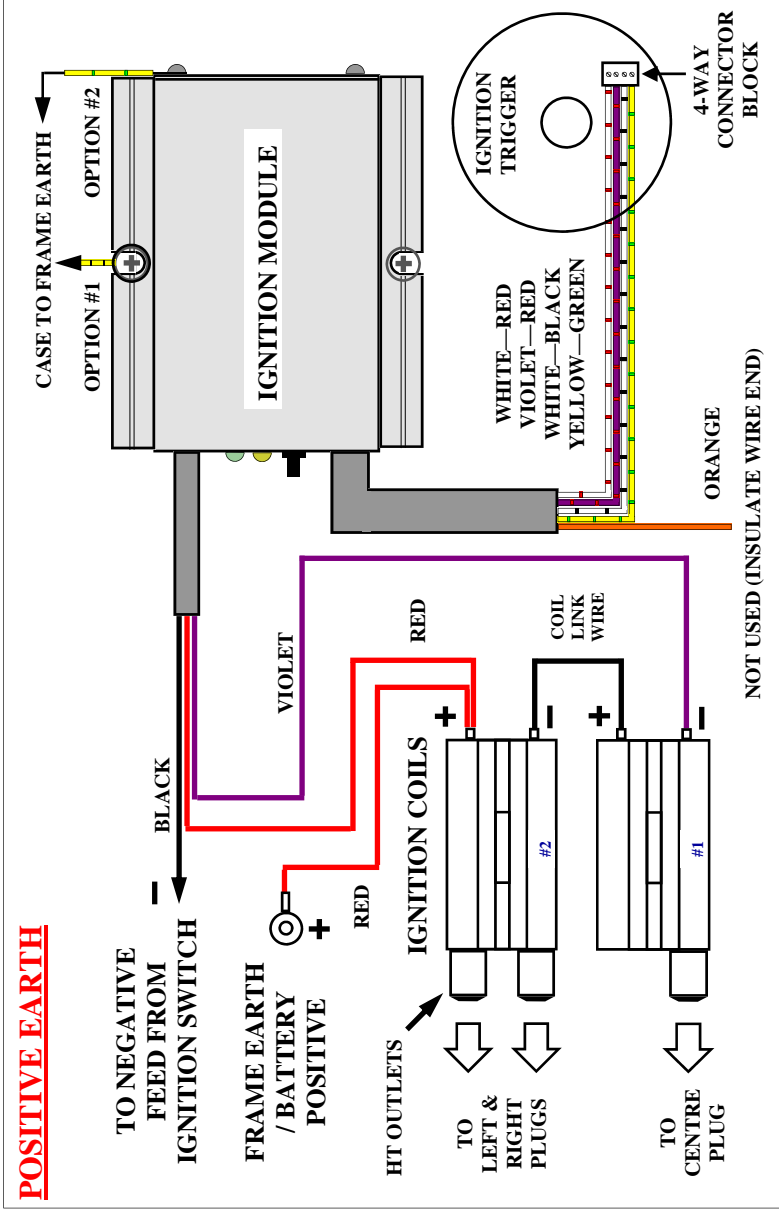 POSITIVE EARTH
TO NEGATIVE
FEED FROM
IGNITION SWITCH
–
BLACK
FRAME EARTH
/ BATTERY
POSITIVE
+
RED
VIOLET
RED
IGNITION COILS
+
–
#2
COIL
LINK
WIRE
+
–
#1
HT OUTLETS
TO
LEFT &
RIGHT
PLUGS
TO
CENTRE
PLUG
CASE TO FRAME EARTH
OPTION #1
OPTION #2
IGNITION MODULE
WHITE—RED
VIOLET—RED
WHITE—BLACK
YELLOW—GREEN
IGNITION
TRIGGER
4-WAY
CONNECTOR
BLOCK
ORANGE
NOT USED (INSULATE WIRE END)